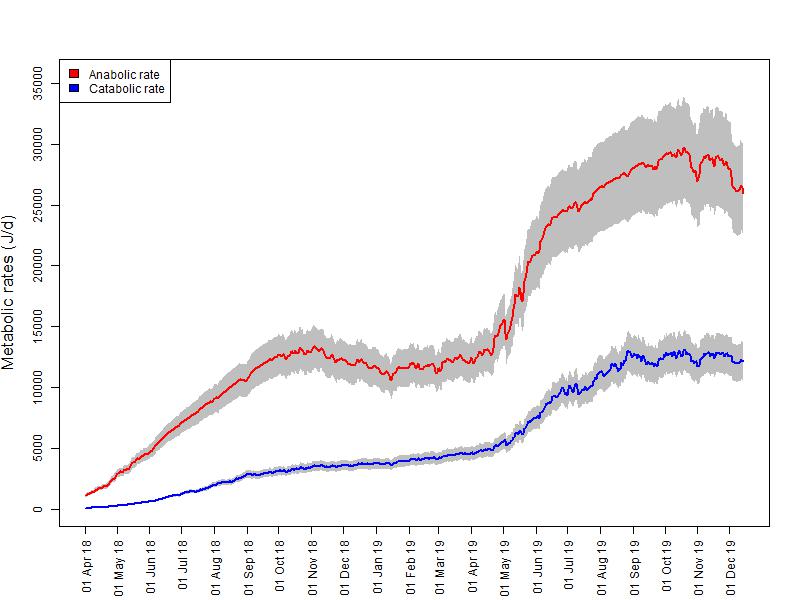 Anabolic rate
Catabolic rate
Metabolic rates (J/d)
35000
30000
25000
20000
15000
10000
5000
0
01 Apr 18
01 May 18
01 Jun 18
01 Jul 18
01 Aug 18
01 Sep 18
01 Oct 18
01 Nov 18
01 Dec 18
01 Jan 19
01 Feb 19
01 Mar 19
01 Apr 19
01 May 19
01 Jun 19
01 Jul 19
01 Aug 19
01 Sep 19
01 Oct 19
01 Nov 19
01 Dec 19